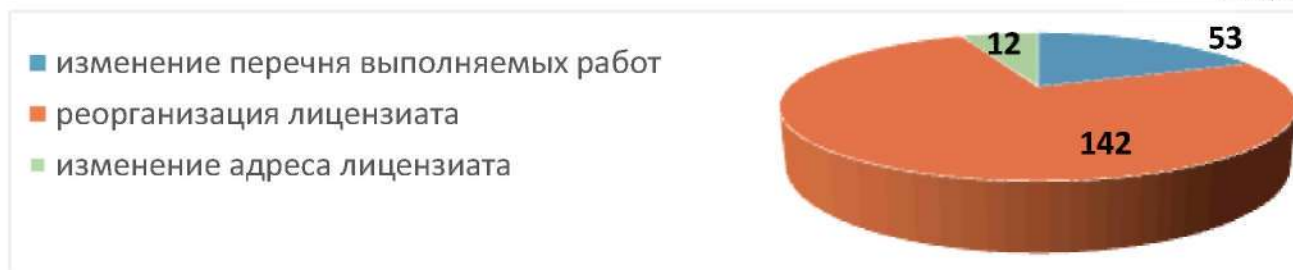 изменение перечня выполняемых работ
реорганизация лицензиата
изменение адреса лицензиата
12
53
142